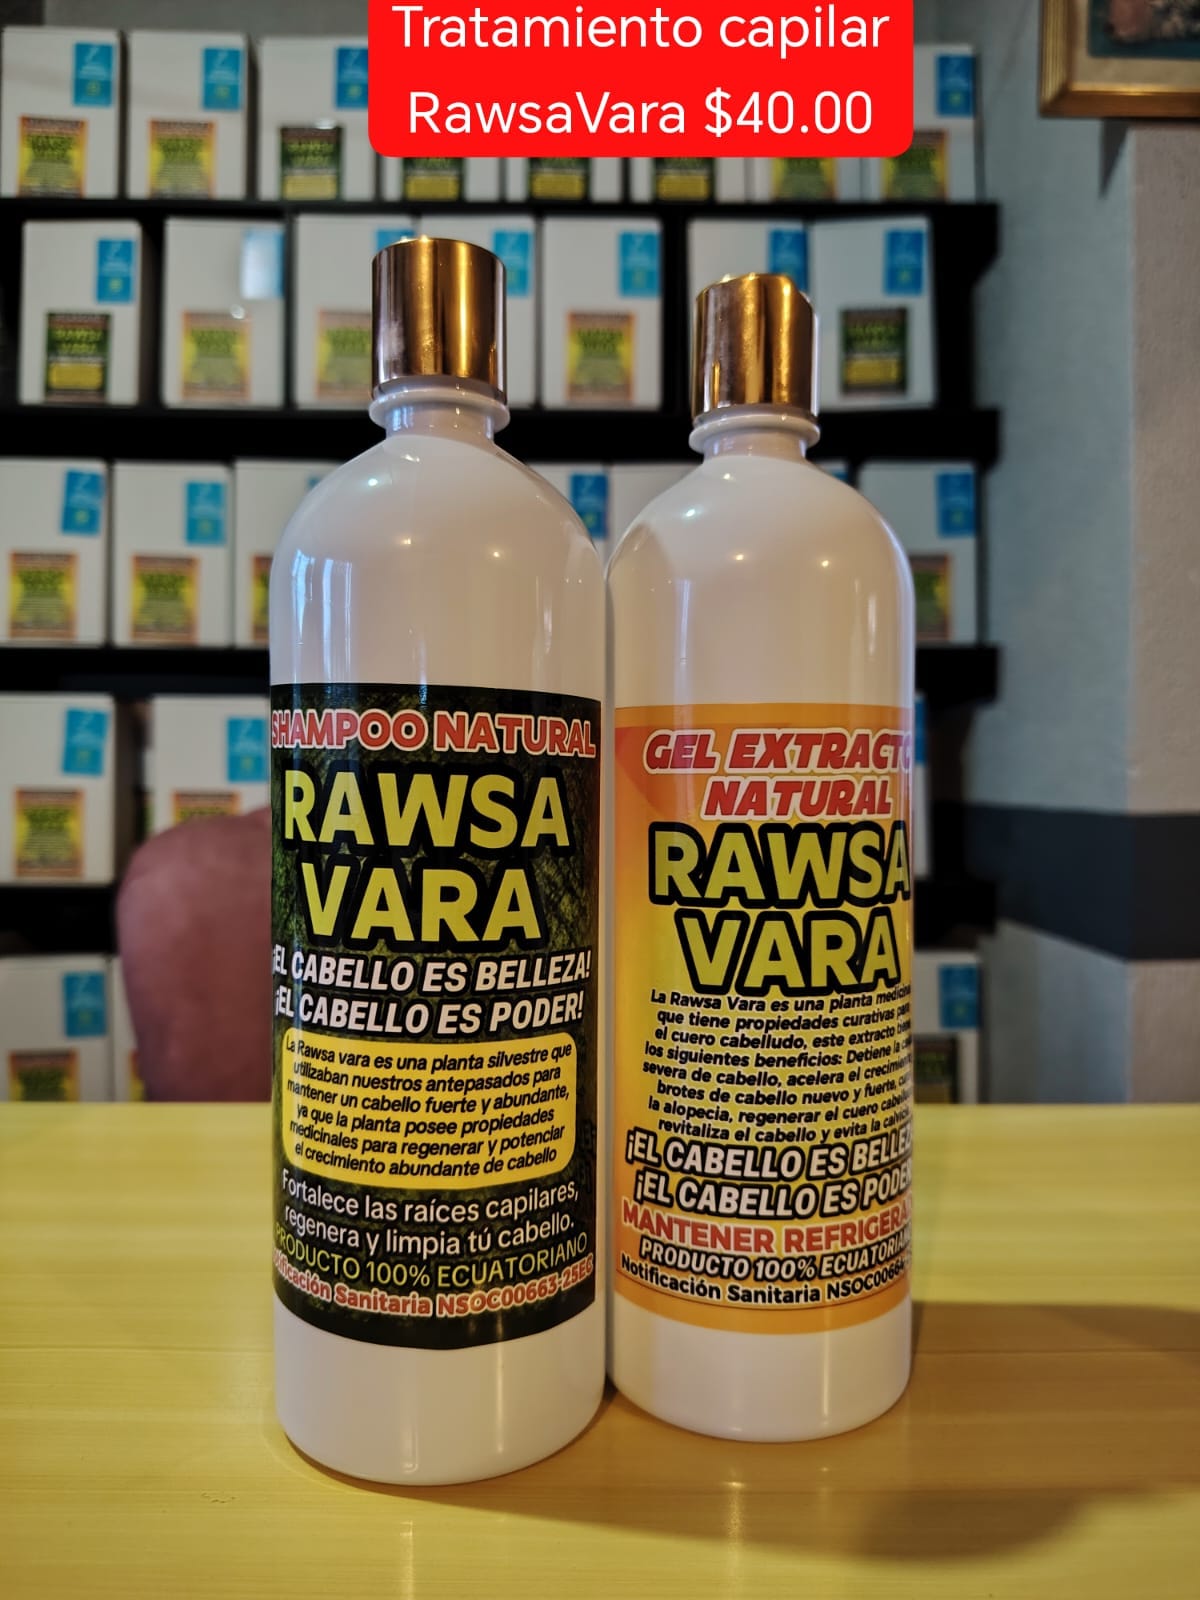 Tratamiento capilar
RawsaVara $40.00
SHAMPOO NATURAL
RAWSA
VARA
¡EL CABELLO ES BELLEZA!
¡EL CABELLO ES PODER!
La Rawsa vara es una planta silvestre que
utilizaban nuestros antepasados para
mantener un cabello fuerte y abundante,
ya que la planta posee propiedades
medicinales para regenerar y potenciar
el crecimiento abundante de cabello
Fortalece las raíces capilares,
regenera y limpia tú cabello.
PRODUCTO 100% ECUATORIANO
Notificación Sanitaria NSOC00663-25EC
GEL EXTRACTO
NATURAL
RAWSA
VARA
La Rawsa Vara es una planta medicinal
que tiene propiedades curativas para
el cuero cabelludo, este extracto tiene
los siguientes beneficios: Detiene la
severa de cabello, acelera el crecimiento
brotes de cabello nuevo y fuerte,
la alopecia, regenerar el cuero cabelludo
revitaliza el cabello y evita la calvicie
¡EL CABELLO ES BELLEZA
¡EL CABELLO ES PODER
MANTENER REFRIGERA
PRODUCTO 100% ECUATORIANO
Notificación Sanitaria NSOC00664